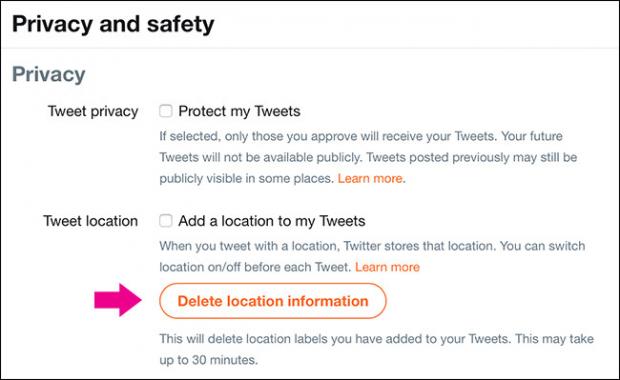 Privacy and safety
Privacy
Tweet privacy Protect my Tweets
If selected, only those you approve will receive your Tweets. Your future
Tweets will not be available publicly. Tweets posted previously may still be
publicly visible in some places. Learn more.
Tweet location Add a location to my Tweets
When you tweet with a location, Twitter stores that location. You can switch
location on/off before each Tweet. Learn more
Delete location information
This will delete location labels you have added to your Tweets. This may take
up to 30 minutes.